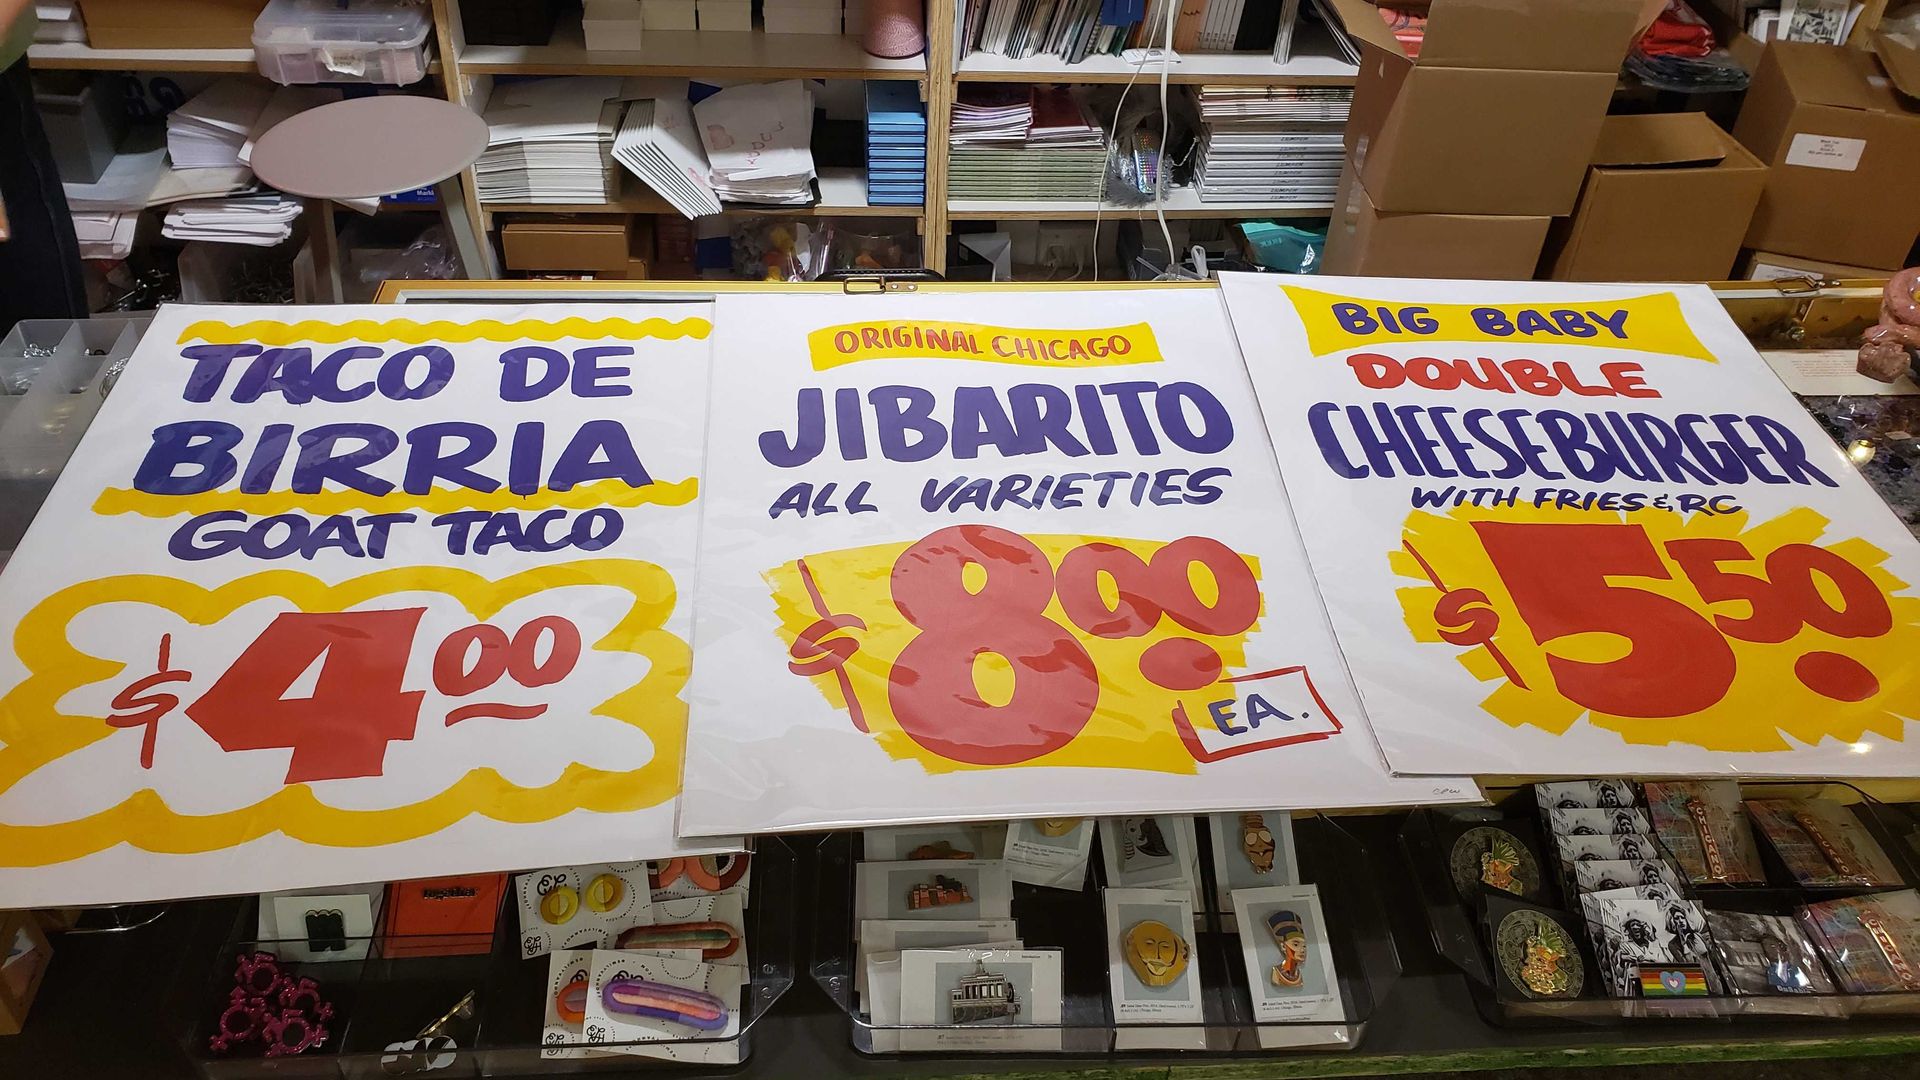 TACO DE
BIRRIA
GOAT TACO
$4.00
ORIGINAL CHICAGO
JIBARITO
ALL VARIETIES
$8.00
EA.
BIG BABY
DOUBLE
CHEESEBURGER
WITH FRIES & RC
$5.50